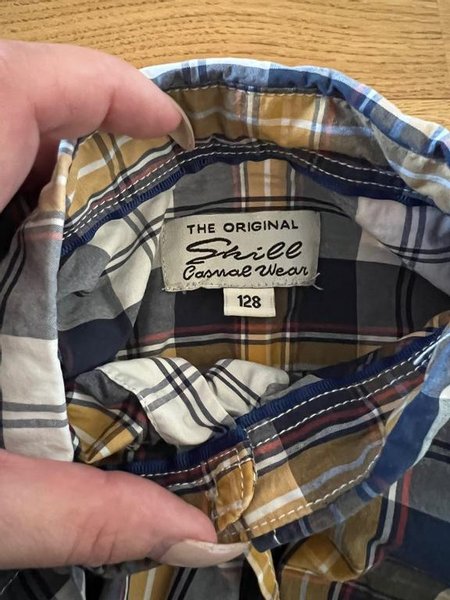 THE ORIGINAL
Skill
Casual Wear
128